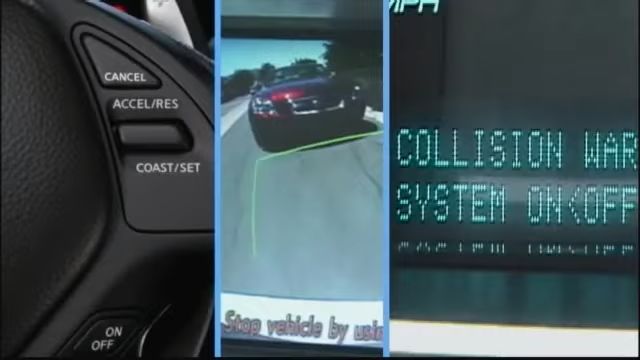 CANCEL
ACCEL/RES
COAST/SET
ON
OFF
Stop vehicle by
MPH
COLLISION WAR
SYSTEM ON<OFF